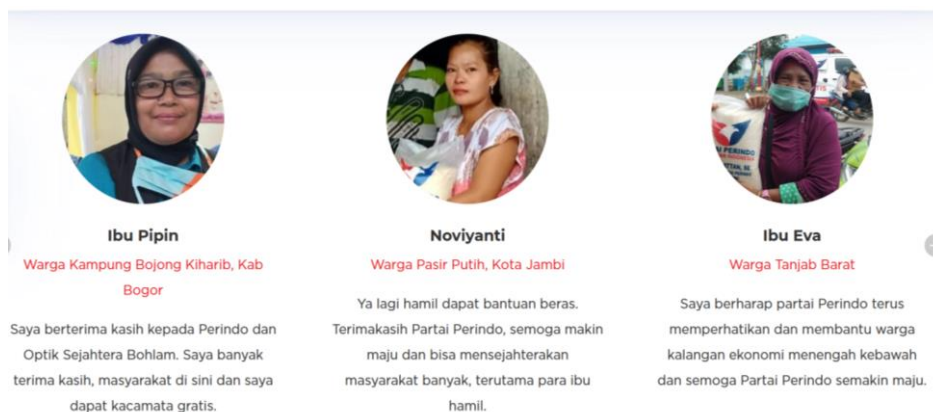 Ibu Pipin
Warga Kampung Bojong Kiharib, Kab
Bogor
Saya berterima kasih kepada Perindo dan
Optik Sejahtera Bohlam. Saya banyak
terima kasih, masyarakat di sini dan saya
dapat kacamata gratis.
Noviyanti
Warga Pasir Putih, Kota Jambi
Ya lagi hamil dapat bantuan beras.
Terimakasih Partai Perindo, semoga makin
maju dan bisa mensejahterakan
masyarakat banyak, terutama para ibu
hamil.
PERINDO
Ibu Eva
Warga Tanjab Barat
Saya berharap partai Perindo terus
memperhatikan dan membantu warga
kalangan ekonomi menengah kebawah
dan semoga Partai Perindo semakin maju.